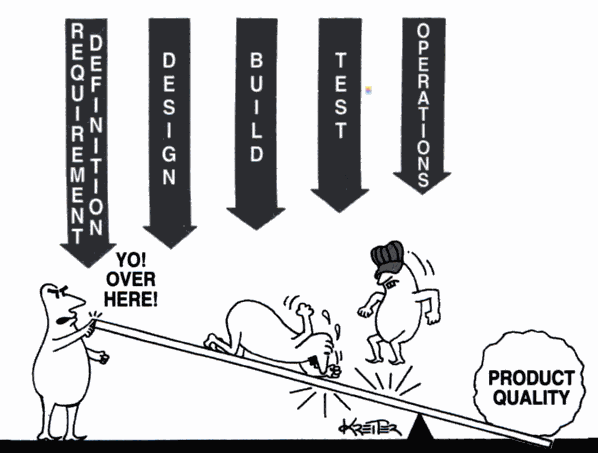 REQUIREMENT
DEFINITION
DESIGN
BUILD
TEST
OPERATIONS
YO!
OVER
HERE!
PRODUCT
QUALITY
KREITER